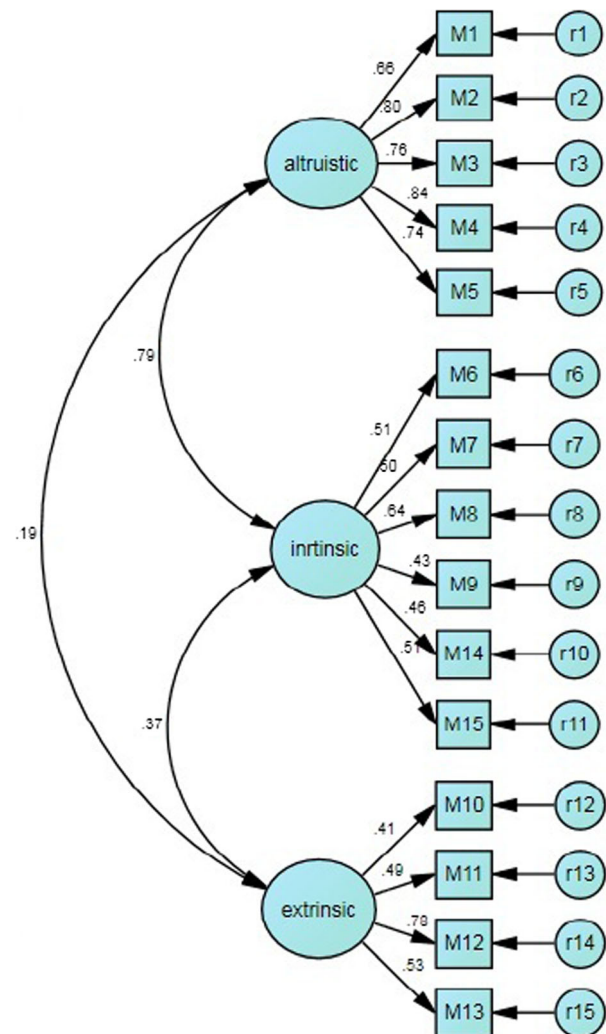 M1 r1
.66
M2 r2
.80
altruistic .76 M3 r3
.84
M4 r4
.74
M5 r5
.79
M6 r6
.51
M7 r7
.50
.64 M8 r8
.19
inrtinsic
.43 M9 r9
.46
M14 r10
.51
M15 r11
.37
M10 r12
.41
.49 M11 r13
extrinsic
.78 M12 r14
.53
M13 r15